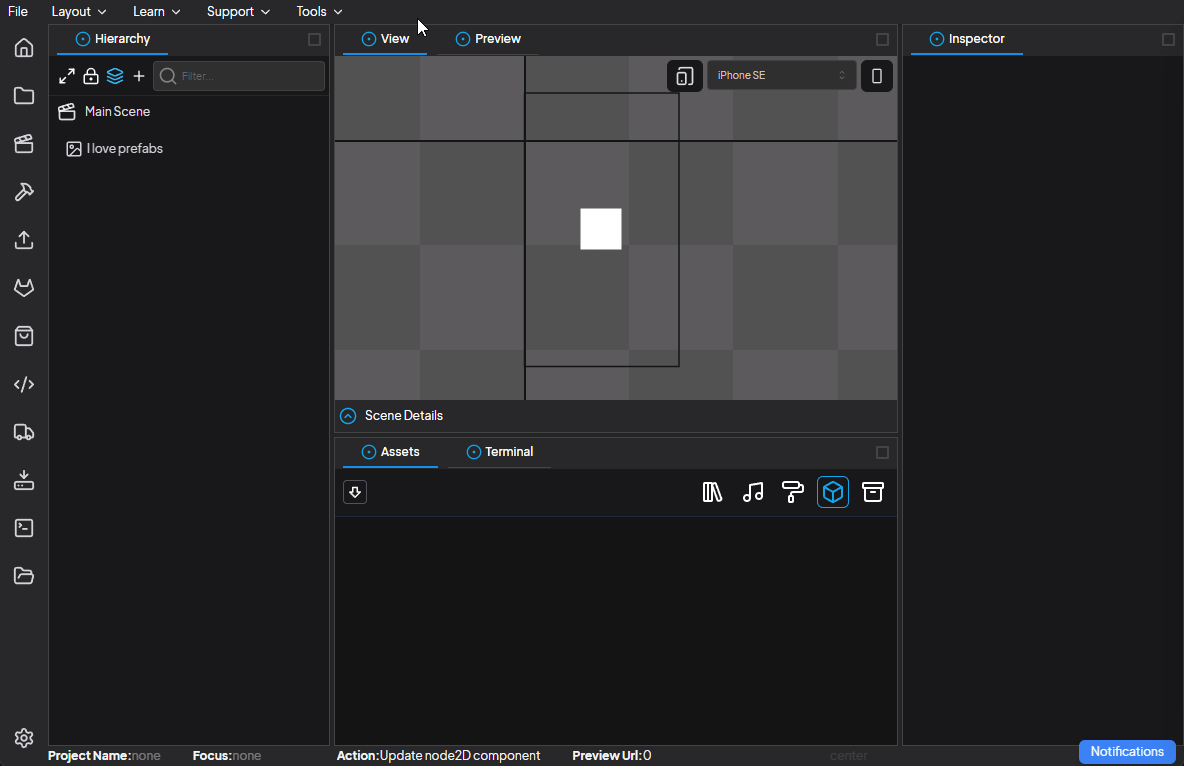 File Layout Learn Support Tools
Hierarchy
View Preview
Inspector
Filter...
iPhone SE
Main Scene
I love prefabs
Scene Details
Assets Terminal
Project Name:none Focus:none Action:Update node2D component Preview Url:0 center
Notifications